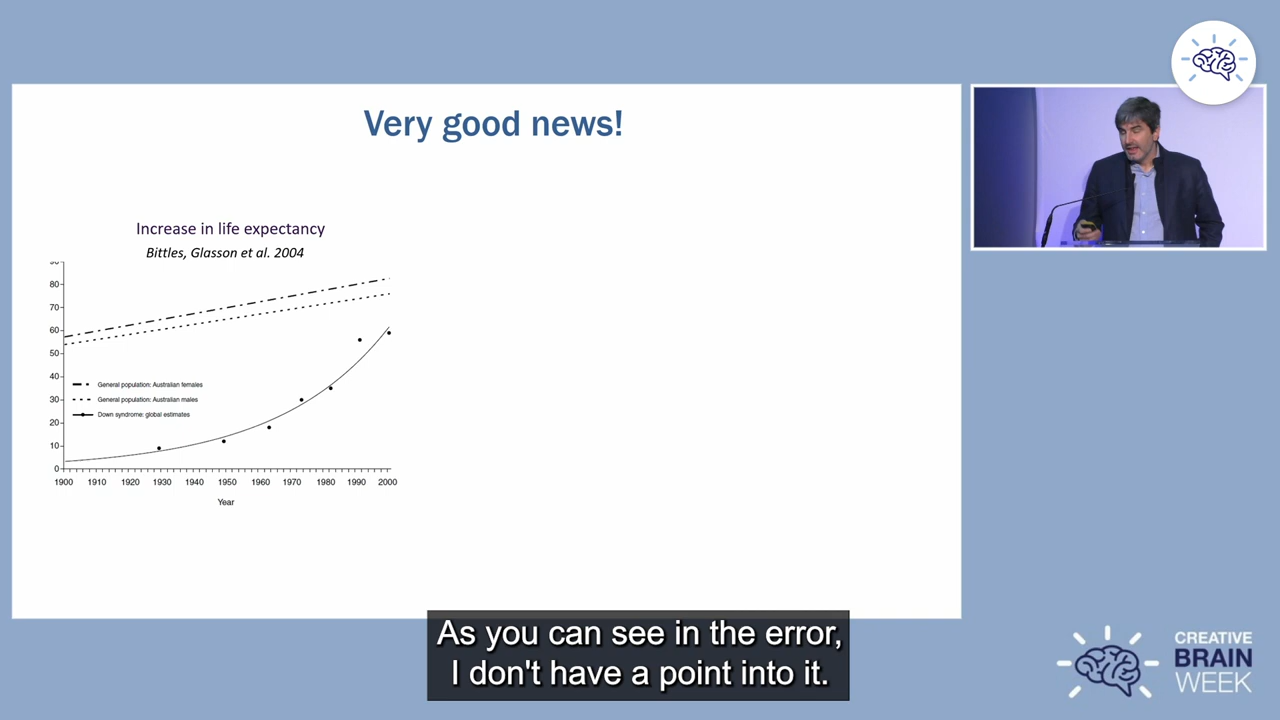 Very good news!
Increase in life expectancy
Bittles, Glasson et al. 2004
90
80
70
60
50
40
30
20
10
0
General population: Australian females
General population: Australian males
Down syndrome: global estimates
1900 1910 1920 1930 1940 1950 1960 1970 1980 1990 2000
Year
As you can see in the error,
I don't have a point into it.
CREATIVE
BRAIN
WEEK